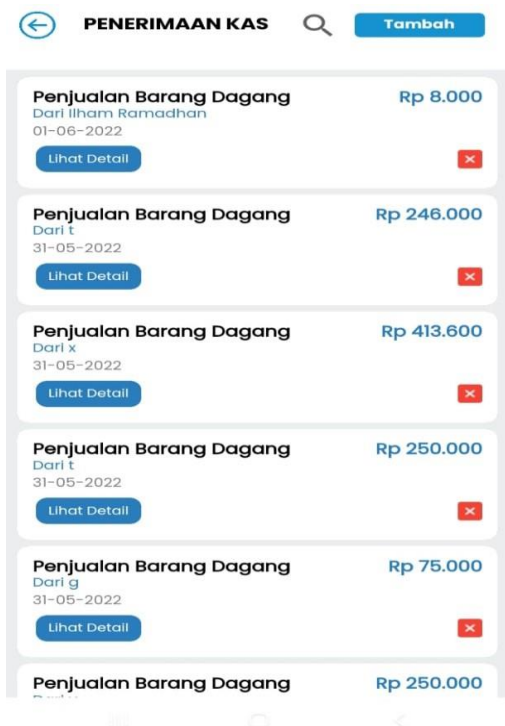 PENERIMAAN KAS
Tambah
Penjualan Barang Dagang
Rp 8.000
Dari Ilham Ramadhan
01-06-2022
Lihat Detail
Penjualan Barang Dagang
Rp 246.000
Dari t
31-05-2022
Lihat Detail
Penjualan Barang Dagang
Rp 413.600
Dari x
31-05-2022
Lihat Detail
Penjualan Barang Dagang
Rp 250.000
Dari t
31-05-2022
Lihat Detail
Penjualan Barang Dagang
Rp 75.000
Dari g
31-05-2022
Lihat Detail
Penjualan Barang Dagang
Rp 250.000